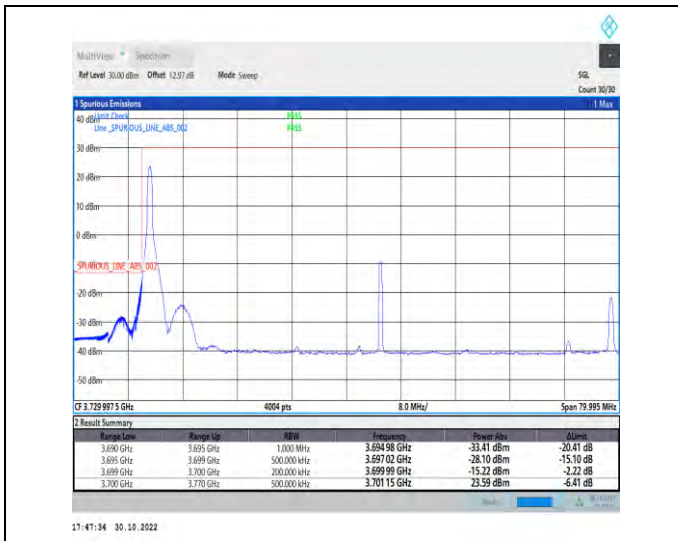 MultiView Spectrum
Ref Level 30.00 dBm Offset 12.97 dB Mode Sweep SGL
Count 30/30
1 Spurious Emissions 1 Max
40 dBm Limit Check PASS
Line _SPURIOUS_LINE_ABS_002 PASS
30 dBm
20 dBm
10 dBm
0 dBm
_SPURIOUS_LINE_ABS_002
-20 dBm
-30 dBm
-40 dBm
-50 dBm
CF 3.729 997 5 GHz 4004 pts 8.0 MHz/ Span 79.995 MHz
2 Result Summary
Range Low Range Up RBW Frequency Power Abs ΔLimit
3.690 GHz 3.695 GHz 1.000 MHz 3.694 98 GHz -33.41 dBm -20.41 dB
3.695 GHz 3.699 GHz 500.000 kHz 3.697 02 GHz -28.10 dBm -15.10 dB
3.699 GHz 3.700 GHz 200.000 kHz 3.699 99 GHz -15.22 dBm -2.22 dB
3.700 GHz 3.770 GHz 500.000 kHz 3.701 15 GHz 23.59 dBm -6.41 dB
17:47:34 30.10.2022